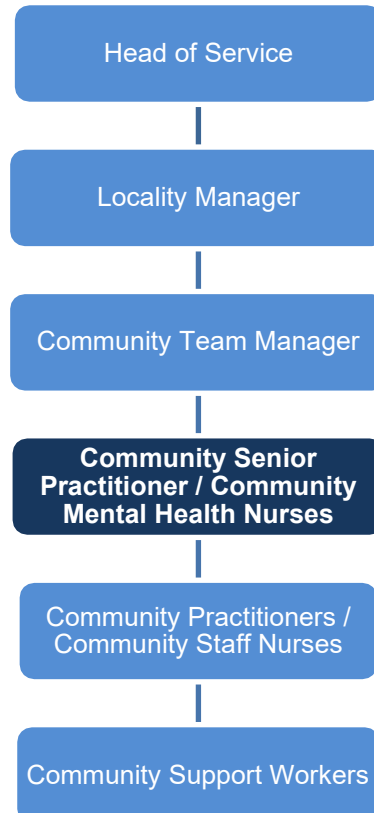 Head of Service
Locality Manager
Community Team Manager
Community Senior
Practitioner / Community
Mental Health Nurses
Community Practitioners /
Community Staff Nurses
Community Support Workers